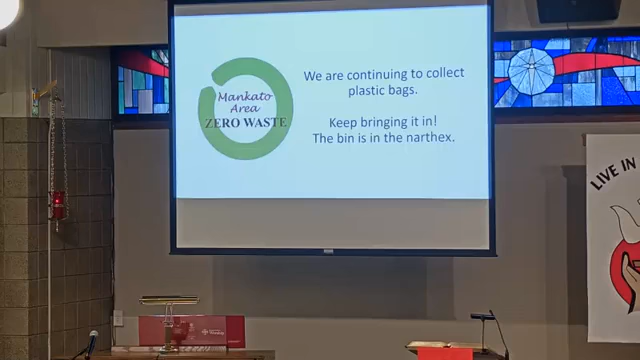 We are continuing to collect
plastic bags.
Mankato
Area
ZERO WASTE
Keep bringing it in!
The bin is in the narthex.
LIVE IN